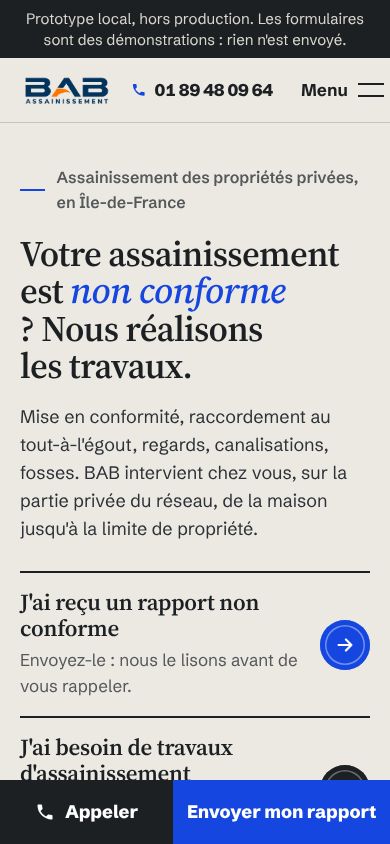 Prototype local, hors production. Les formulaires
sont des démonstrations : rien n'est envoyé.
BAB
ASSAINISSEMENT
01 89 48 09 64
Menu
Assainissement des propriétés privées,
en Île-de-France
Votre assainissement
est non conforme
? Nous réalisons
les travaux.
Mise en conformité, raccordement au
tout-à-l'égout, regards, canalisations,
fosses. BAB intervient chez vous, sur la
partie privée du réseau, de la maison
jusqu'à la limite de propriété.
J'ai reçu un rapport non
conforme
Envoyez-le : nous le lisons avant de
vous rappeler.
J'ai besoin de travaux
d'assainissement
Appeler
Envoyer mon rapport